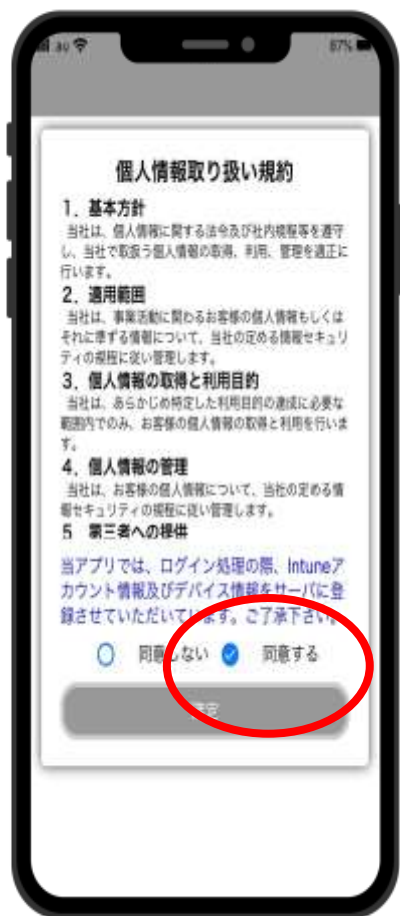 au 87%
個人情報取り扱い規約
1. 基本方針
当社は、個人情報に関する法令及び社内規程等を遵守
し、当社で取扱う個人情報の取得、利用、管理を適正に
行います。
2. 適用範囲
当社は、事業活動に関わるお客様の個人情報もしくは
それに準ずる情報について、当社の定める情報セキュリ
ティの規程に従い管理します。
3. 個人情報の取得と利用目的
当社は、あらかじめ特定した利用目的の達成に必要な
範囲内でのみ、お客様の個人情報の取得と利用を行いま
す。
4. 個人情報の管理
当社は、お客様の個人情報について、当社の定める情
報セキュリティの規程に従い管理します。
5 第三者への提供
当アプリでは、ログイン処理の際、Intuneア
カウント情報及びデバイス情報をサーバに登
録させていただいています。ご了承下さい。
同意しない 同意する
確定